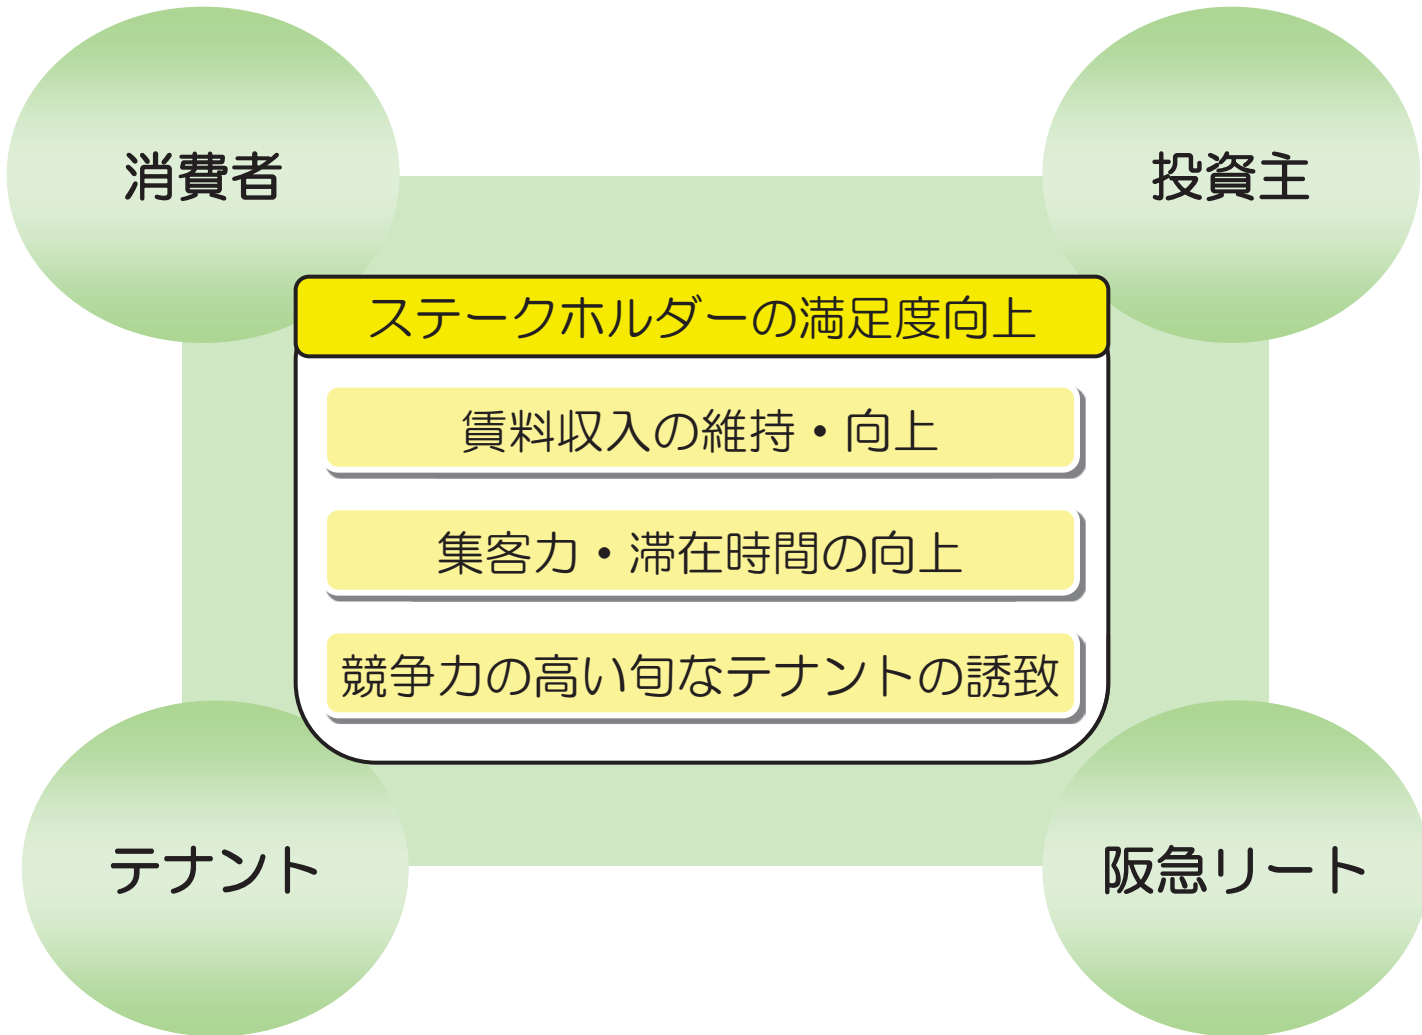 消費者
投資主
ステークホルダーの満足度向上
賃料収入の維持・向上
集客力・滞在時間の向上
競争力の高い旬なテナントの誘致
テナント
阪急リート